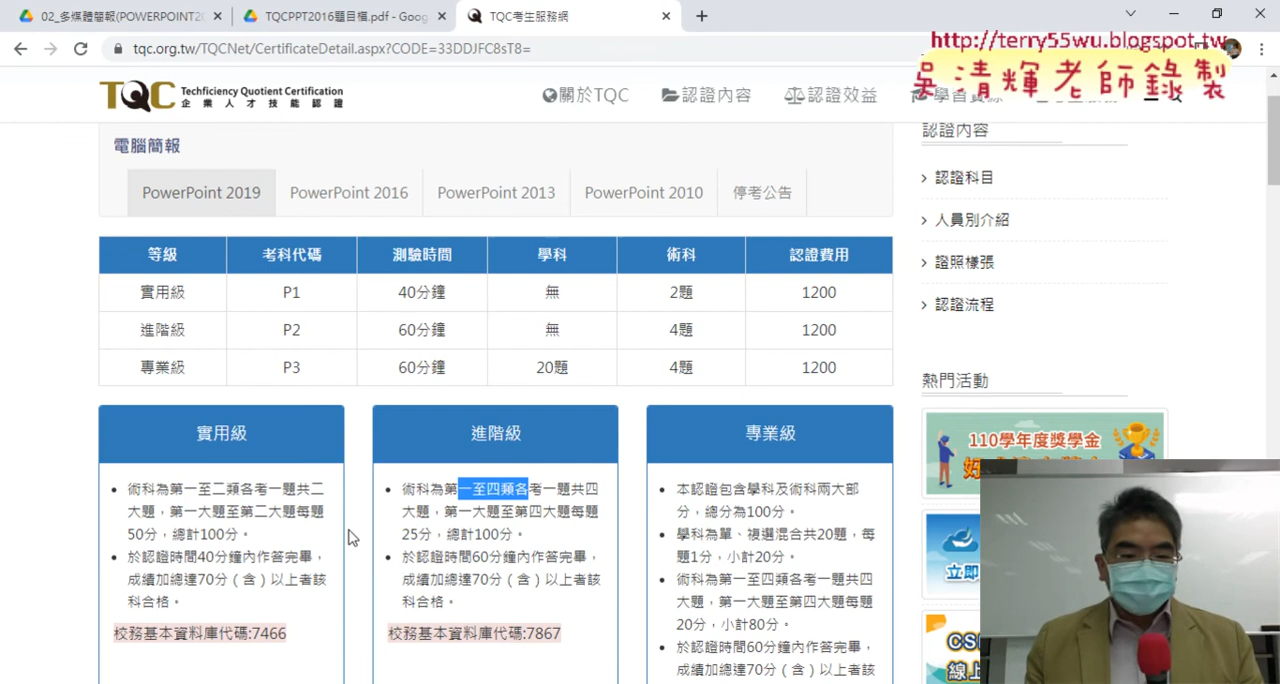 02_多媒體簡報(POWERPOINT20
TQCPPT2016題目檔.pdf - Goog
TQC考生服務網
tqc.org.tw/TQCNet/CertificateDetail.aspx?CODE=33DDJFC8sT8=
http://terry55wu.blogspot.tw
吳清輝老師錄製
TQC Techficiency Quotient Certification
企業人才技能認證
關於TQC
認證內容
認證效益
電腦簡報
PowerPoint 2019
PowerPoint 2016
PowerPoint 2013
PowerPoint 2010
停考公告
等級 考科代碼 測驗時間 學科 術科 認證費用
實用級 P1 40分鐘 無 2題 1200
進階級 P2 60分鐘 無 4題 1200
專業級 P3 60分鐘 20題 4題 1200
實用級
術科為第一至二類各考一題共二
大題，第一大題至第二大題每題
50分，總計100分。
於認證時間40分鐘內作答完畢，
成績加總達70分（含）以上者該
科合格。
校務基本資料庫代碼:7466
進階級
術科為第一至四類各考一題共四
大題，第一大題至第四大題每題
25分，總計100分。
於認證時間60分鐘內作答完畢，
成績加總達70分（含）以上者該
科合格。
校務基本資料庫代碼:7867
專業級
本認證包含學科及術科兩大部
分，總分為100分。
學科為單、複選混合共20題，每
題1分，小計20分。
術科為第一至四類各考一題共四
大題，第一大題至第四大題每題
20分，小計80分。
於認證時間60分鐘內作答完畢，
成績加總達70分（含）以上者該
認證內容
認證科目
人員別介紹
證照樣張
認證流程
熱門活動
110學年度獎學金
立即
線上